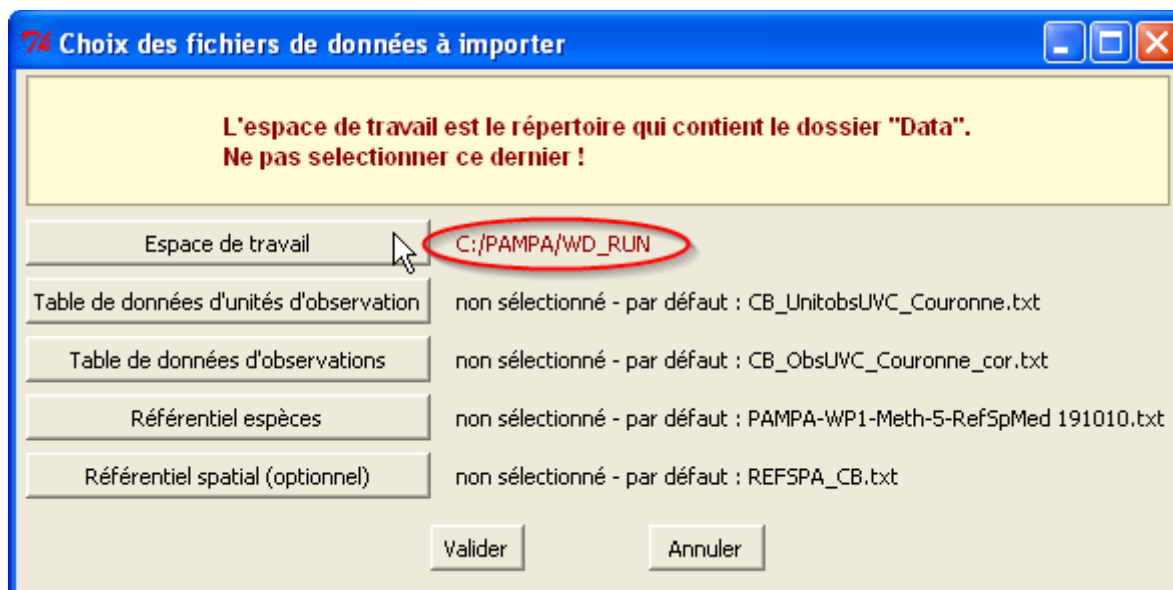 Choix des fichiers de données à importer
L'espace de travail est le répertoire qui contient le dossier "Data".
Ne pas selectionner ce dernier !
Espace de travail C:/PAMPA/WD_RUN
Table de données d'unités d'observation non sélectionné - par défaut : CB_UnitobsUVC_Couronne.txt
Table de données d'observations non sélectionné - par défaut : CB_ObsUVC_Couronne_cor.txt
Référentiel espèces non sélectionné - par défaut : PAMPA-WP1-Meth-5-RefSpMed 191010.txt
Référentiel spatial (optionnel) non sélectionné - par défaut : REFSPA_CB.txt
Valider Annuler